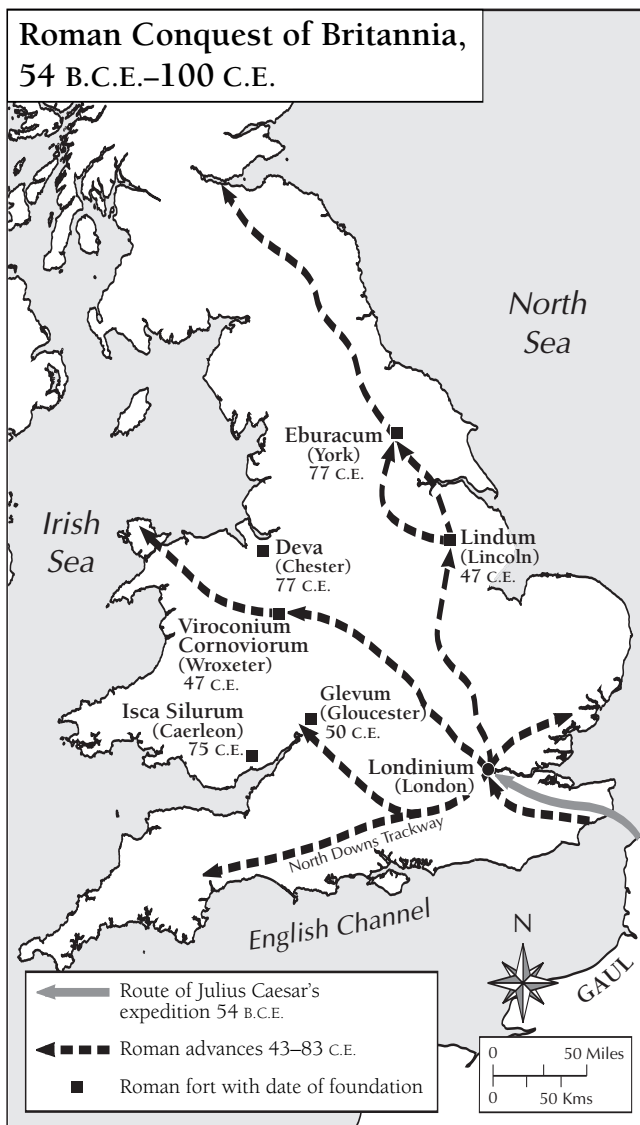 Roman Conquest of Britannia,
54 B.C.E.–100 C.E.
North
Sea
Eburacum
(York)
77 C.E.
Irish
Sea
Deva
(Chester)
77 C.E.
Lindum
(Lincoln)
47 C.E.
Viroconium
Cornoviorum
(Wroxeter)
47 C.E.
Glevum
(Gloucester)
50 C.E.
Isca Silurum
(Caerleon)
75 C.E.
Londinium
(London)
North Downs Trackway
English Channel
N
GAUL
Route of Julius Caesar's
expedition 54 B.C.E.
Roman advances 43–83 C.E.
Roman fort with date of foundation
0 50 Miles
0 50 Kms